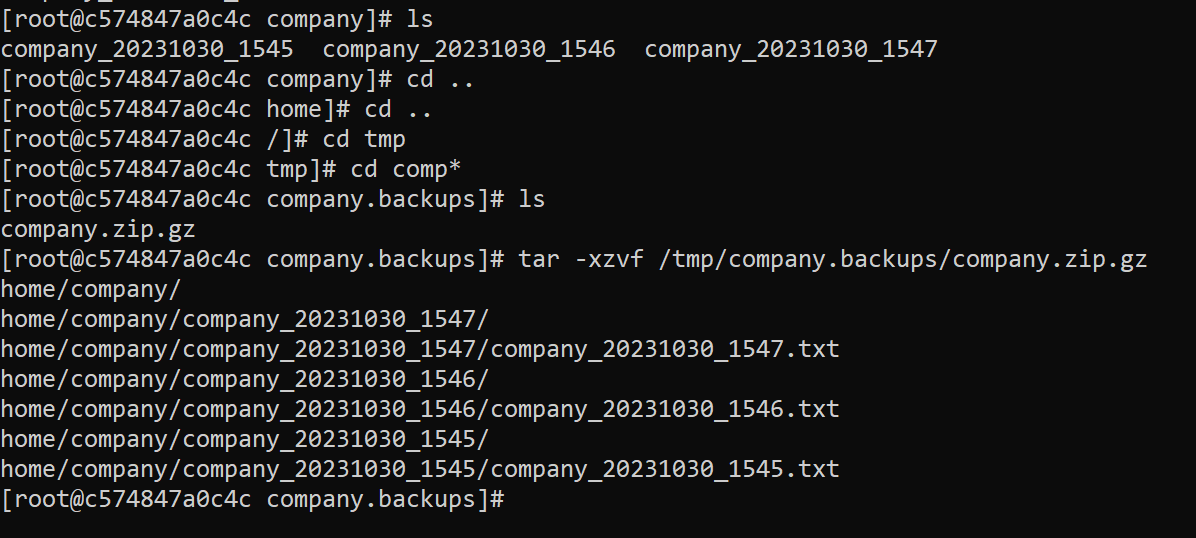 [root@c574847a0c4c company]# ls
company_20231030_1545  company_20231030_1546  company_20231030_1547
[root@c574847a0c4c company]# cd ..
[root@c574847a0c4c home]# cd ..
[root@c574847a0c4c /]# cd tmp
[root@c574847a0c4c tmp]# cd comp*
[root@c574847a0c4c company.backups]# ls
company.zip.gz
[root@c574847a0c4c company.backups]# tar -xzvf /tmp/company.backups/company.zip.gz
home/company/
home/company/company_20231030_1547/
home/company/company_20231030_1547/company_20231030_1547.txt
home/company/company_20231030_1546/
home/company/company_20231030_1546/company_20231030_1546.txt
home/company/company_20231030_1545/
home/company/company_20231030_1545/company_20231030_1545.txt
[root@c574847a0c4c company.backups]#